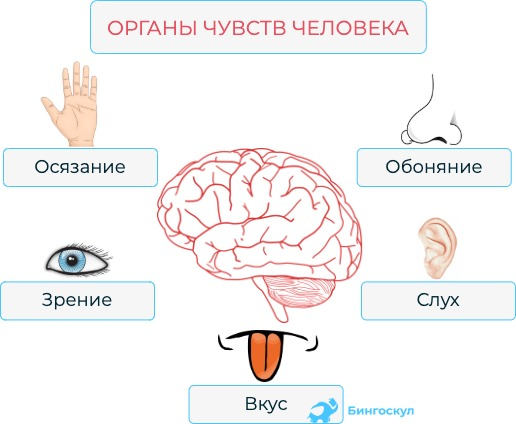 ОРГАНЫ ЧУВСТВ ЧЕЛОВЕКА
Осязание
Обоняние
Зрение
Слух
Вкус
Бингоскул